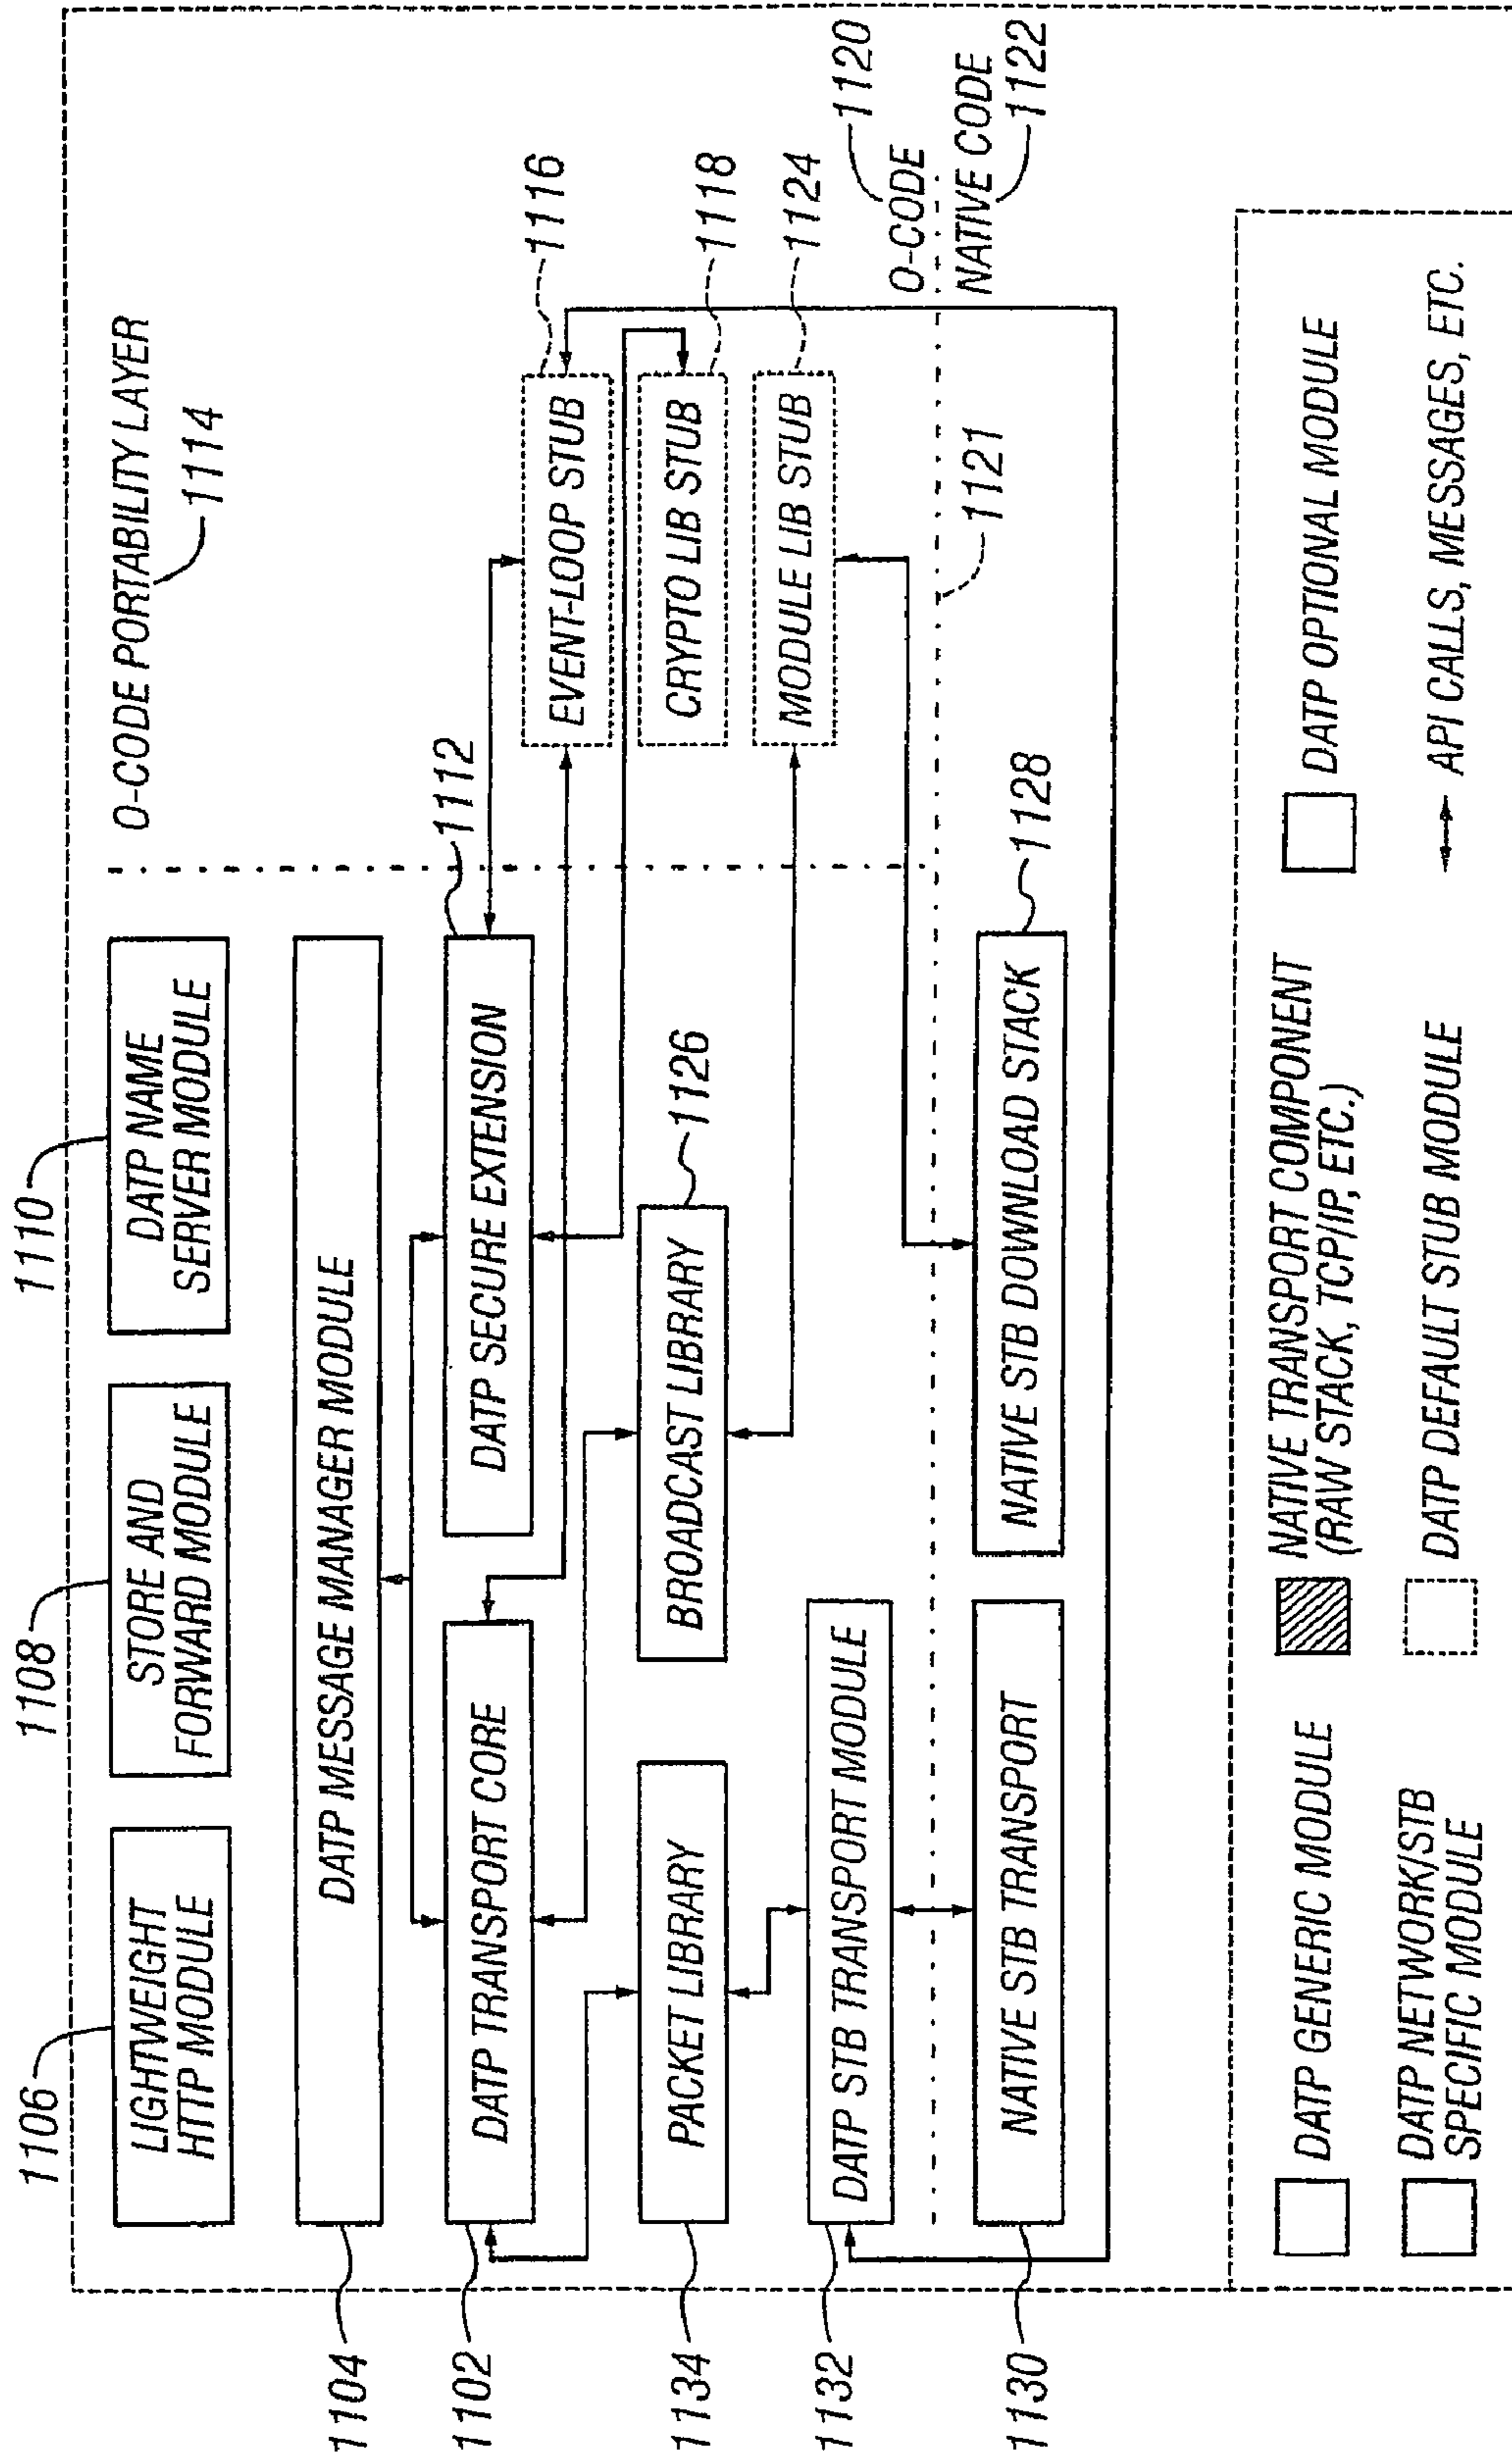 1106
1108
1110
LIGHTWEIGHT
HTTP MODULE
STORE AND
FORWARD MODULE
DATP NAME
SERVER MODULE
O-CODE PORTABILITY LAYER
1114
1104
DATP MESSAGE MANAGER MODULE
1112
1102
DATP TRANSPORT CORE
DATP SECURE EXTENSION
EVENT-LOOP STUB
1116
1134
PACKET LIBRARY
BROADCAST LIBRARY
1126
CRYPTO LIB STUB
1118
1132
DATP STB TRANSPORT MODULE
MODULE LIB STUB
1124
1120
O-CODE
NATIVE CODE
1122
1121
1130
NATIVE STB TRANSPORT
NATIVE STB DOWNLOAD STACK
1128
DATP GENERIC MODULE
NATIVE TRANSPORT COMPONENT
(RAW STACK, TCP/IP, ETC.)
DATP OPTIONAL MODULE
DATP NETWORK/STB
SPECIFIC MODULE
DATP DEFAULT STUB MODULE
API CALLS, MESSAGES, ETC.